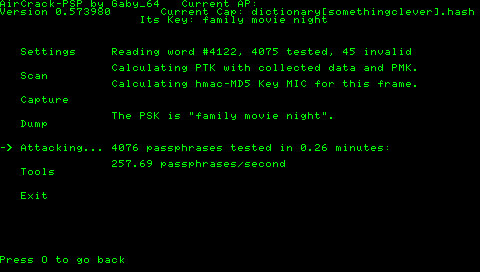 AirCrack-PSP by Gaby_64 Current AP:
Version 0.573980 Current Cap: dictionary[somethingclever].hash
Its Key: family movie night
Settings Reading word #4122, 4075 tested, 45 invalid
Calculating PTK with collected data and PMK.
Scan
Calculating hmac-MD5 Key MIC for this frame.
Capture
The PSK is "family movie night".
Dump
-> Attacking... 4076 passphrases tested in 0.26 minutes:
257.69 passphrases/second
Tools
Exit
Press O to go back